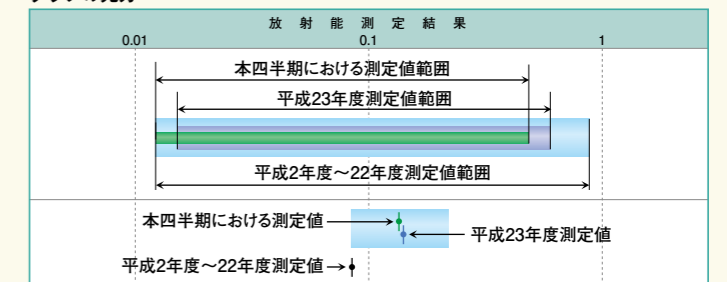 放射能測定結果
0.01 0.1 1
本四半期における測定値範囲
平成23年度測定値範囲
平成2年度～22年度測定値範囲
本四半期における測定値
平成23年度測定値
平成2年度～22年度測定値